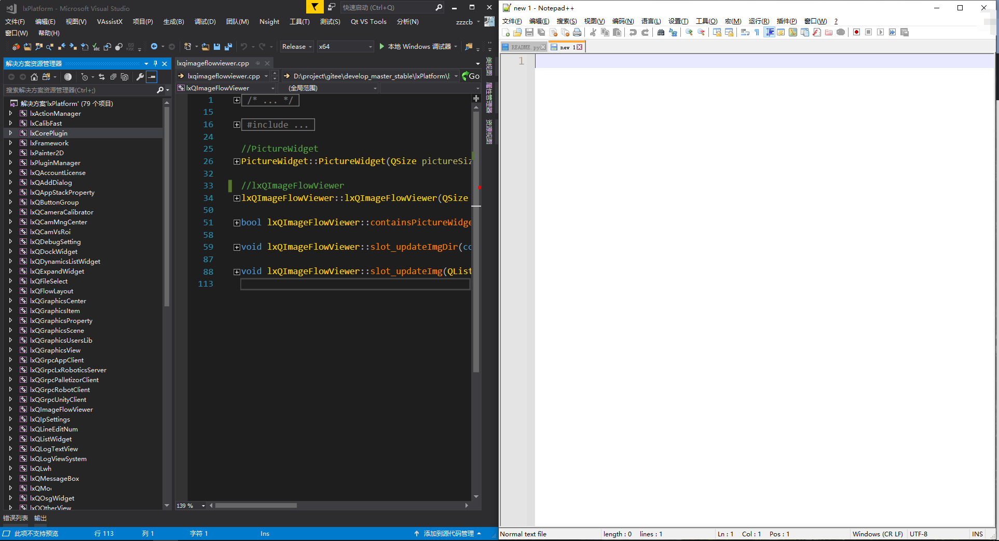 lxPlatform - Microsoft Visual Studio
快速启动 (Ctrl+Q)
文件(F) 编辑(E) 视图(V) VAssistX 项目(P) 生成(B) 调试(D) 团队(M) Nsight 工具(T) 测试(S) Qt VS Tools 分析(N) zzzcb
窗口(W) 帮助(H)
Release x64 本地 Windows 调试器
解决方案资源管理器
搜索解决方案资源管理器(Ctrl+;)
解决方案'lxPlatform' (79 个项目)
lxActionManager
lxCalibFast
lxCorePlugin
lxFramework
lxPainter2D
lxPluginManager
lxQAccountLicense
lxQAddDialog
lxQAppStackProperty
lxQButtonGroup
lxQCameraCalibrator
lxQCamMngCenter
lxQCamVsRoi
lxQDebugSetting
lxQDockWidget
lxQDynamicsListWidget
lxQExpandWidget
lxQFileSelect
lxQFlowLayout
lxQGraphicsCenter
lxQGraphicsItem
lxQGraphicsProperty
lxQGraphicsScene
lxQGraphicsUsersLib
lxQGraphicsView
lxQGrpcAppClient
lxQGrpcLxRoboticsServer
lxQGrpcPalletizorClient
lxQGrpcRobotClient
lxQGrpcUnityClient
lxQImageFlowViewer
lxQIpSettings
lxQLineEditNum
lxQListWidget
lxQLogTextView
lxQLogViewSystem
lxQLwh
lxQMessageBox
lxQMo
lxQOsgWidget
lxQOtherView
错误列表 输出
lxqimageflowviewer.cpp
lxqimageflowviewer.cpp D:\project\gitee\develop_master_stable\lxPlatform\l Go
lxQImageFlowViewer (全局范围)
1 /* ... */
15
16 #include ...
24
25 //PictureWidget
26 PictureWidget::PictureWidget(QSize pictureSiz
32
33 //lxQImageFlowViewer
34 lxQImageFlowViewer::lxQImageFlowViewer(QSize
50
51 bool lxQImageFlowViewer::containsPictureWidge
58
59 void lxQImageFlowViewer::slot_updateImgDir(co
87
88 void lxQImageFlowViewer::slot_updateImg(QList
113
139 %
类视图
属性管理器
资源视图
此项不支持预览 行 113 列 1 字符 1 Ins 添加到源代码管理
new 1 - Notepad++
文件(F) 编辑(E) 搜索(S) 视图(V) 编码(N) 语言(L) 设置(T) 工具(O) 宏(M) 运行(R) 插件(P) 窗口(W) ?
README.py new 1
1
Normal text file length : 0 lines : 1 Ln : 1 Col : 1 Pos : 1 Windows (CR LF) UTF-8 INS